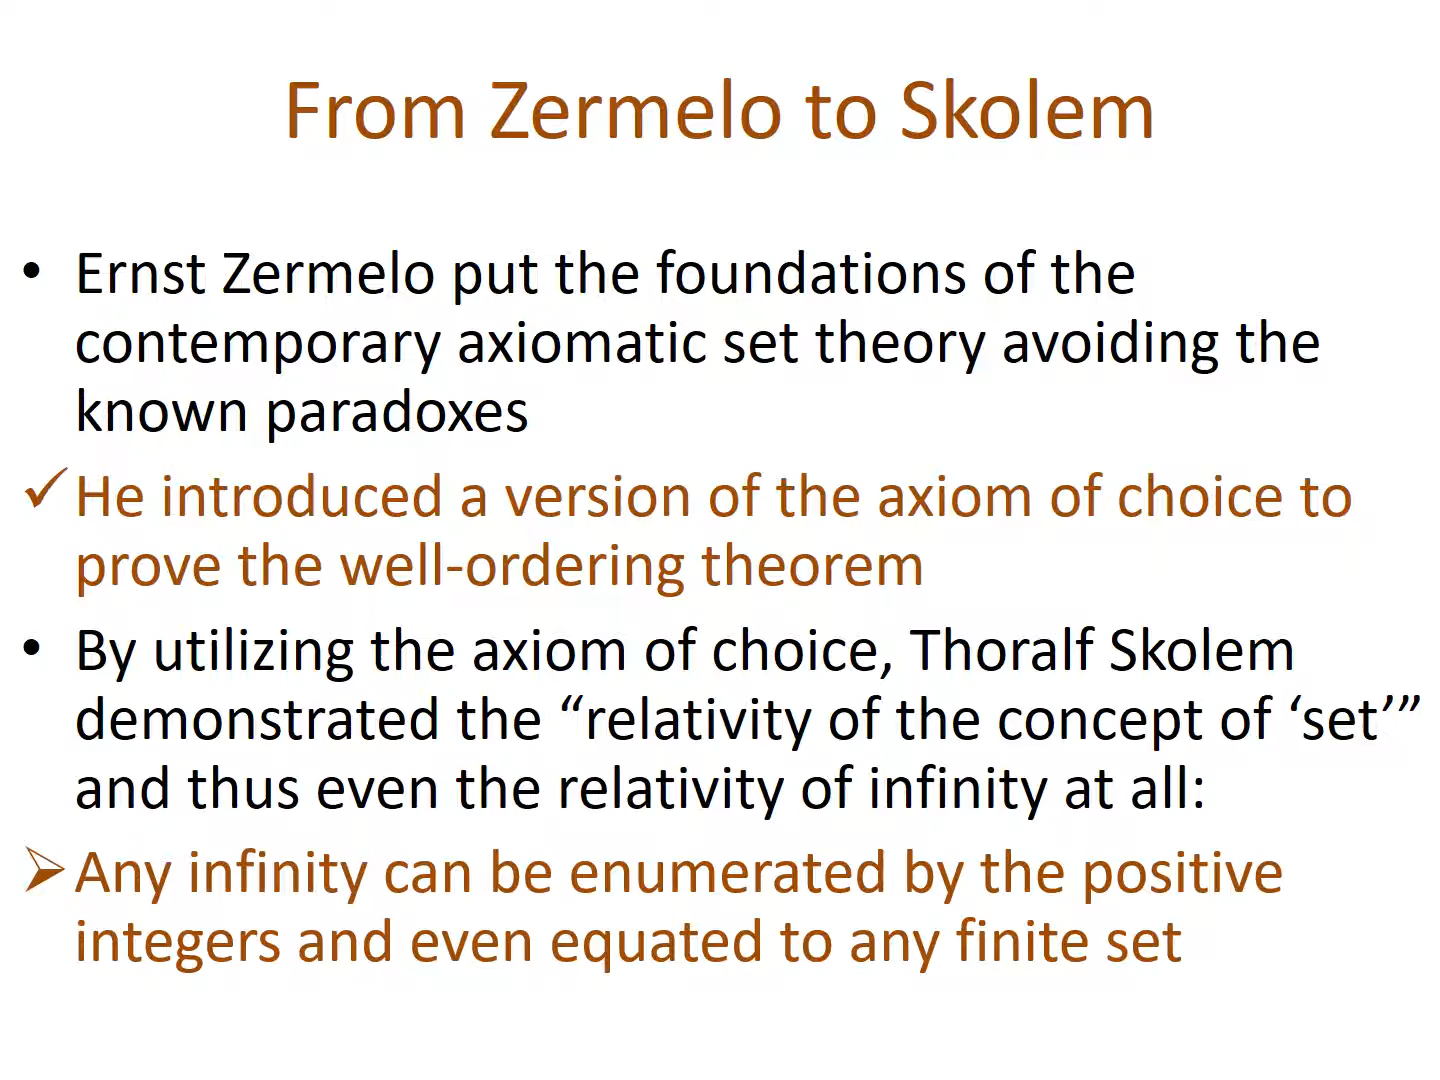 From Zermelo to Skolem
• Ernst Zermelo put the foundations of the
contemporary axiomatic set theory avoiding the
known paradoxes
✓ He introduced a version of the axiom of choice to
prove the well-ordering theorem
• By utilizing the axiom of choice, Thoralf Skolem
demonstrated the “relativity of the concept of ‘set’”
and thus even the relativity of infinity at all:
➢ Any infinity can be enumerated by the positive
integers and even equated to any finite set